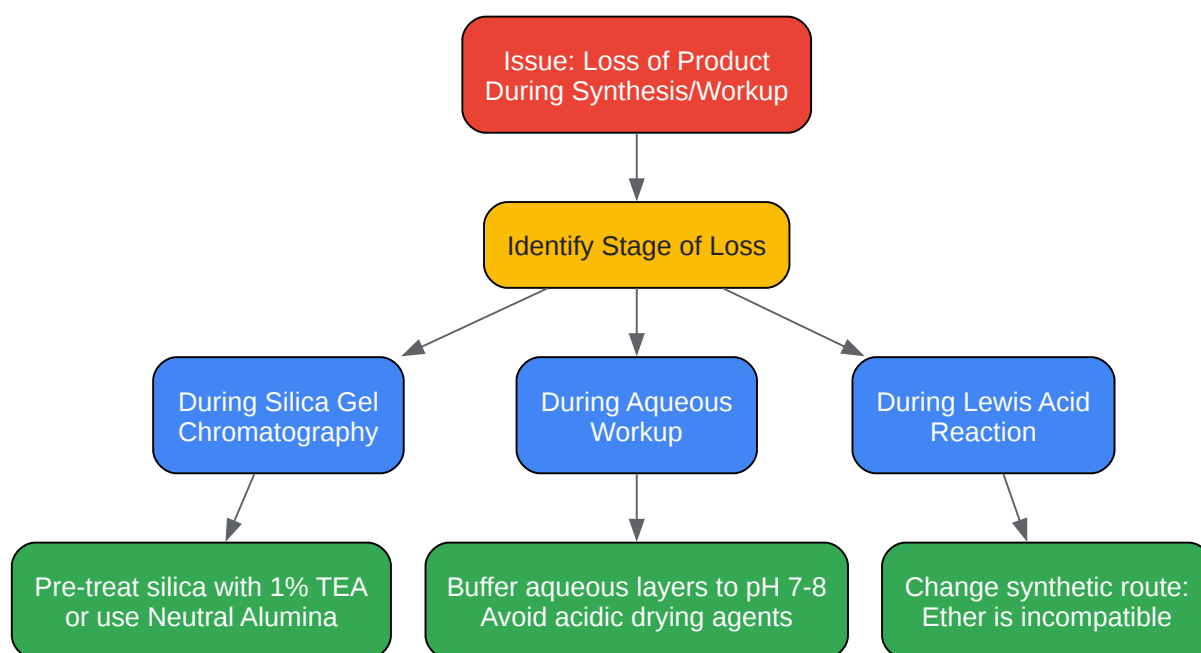 Issue: Loss of Product
During Synthesis/Workup
Identify Stage of Loss
During Silica Gel
Chromatography
During Aqueous
Workup
During Lewis Acid
Reaction
Pre-treat silica with 1% TEA
or use Neutral Alumina
Buffer aqueous layers to pH 7-8
Avoid acidic drying agents
Change synthetic route:
Ether is incompatible